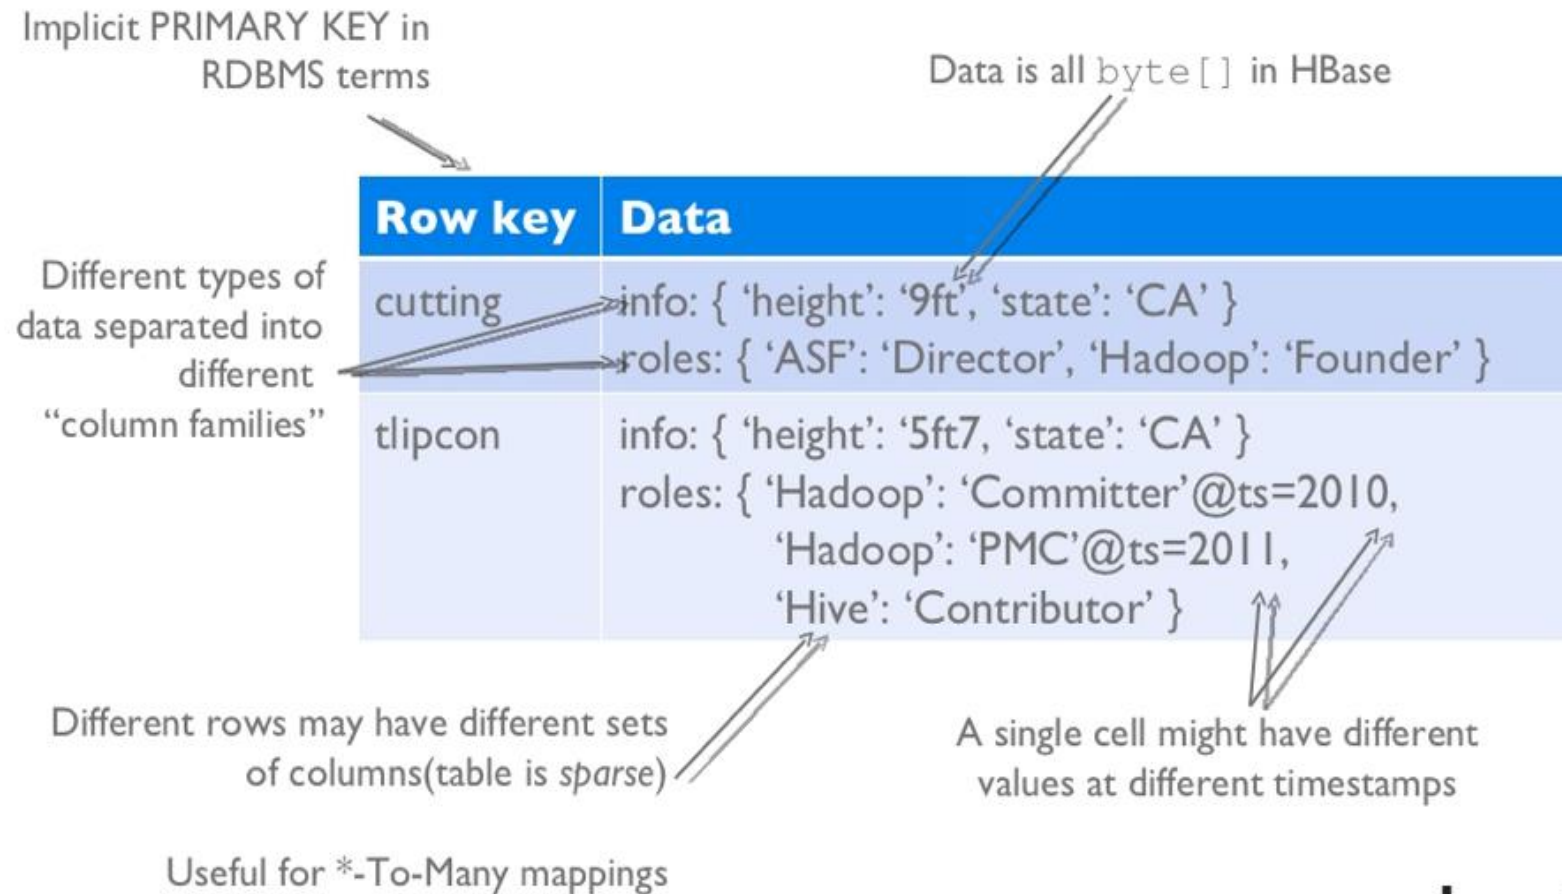 Implicit PRIMARY KEY in
RDBMS terms
Data is all byte[] in HBase
Row key Data
Different types of
data separated into
different
“column families”
cutting
info: { ‘height’: ‘9ft’, ‘state’: ‘CA’ }
roles: { ‘ASF’: ‘Director’, ‘Hadoop’: ‘Founder’ }
tlipcon
info: { ‘height’: ‘5ft7, ‘state’: ‘CA’ }
roles: { ‘Hadoop’: ‘Committer’@ts=2010,
‘Hadoop’: ‘PMC’@ts=2011,
‘Hive’: ‘Contributor’ }
Different rows may have different sets
of columns(table is sparse)
A single cell might have different
values at different timestamps
Useful for *-To-Many mappings